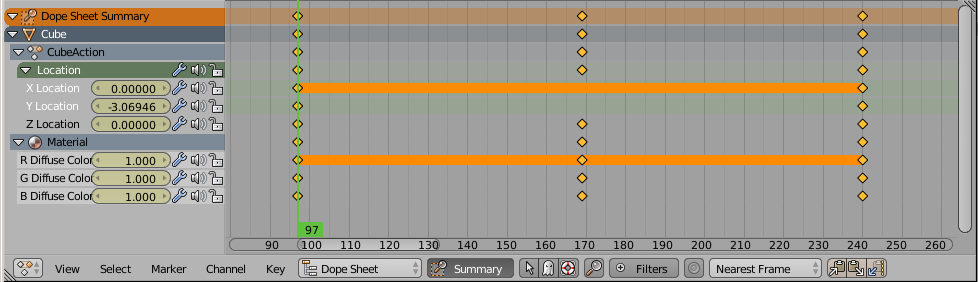 Dope Sheet Summary
Cube
CubeAction
Location
X Location 0.00000
Y Location -3.06946
Z Location 0.00000
Material
R Diffuse Color 1.000
G Diffuse Color 1.000
B Diffuse Color 1.000
97
90 100 110 120 130 140 150 160 170 180 190 200 210 220 230 240 250 260
View Select Marker Channel Key Dope Sheet Summary Filters Nearest Frame